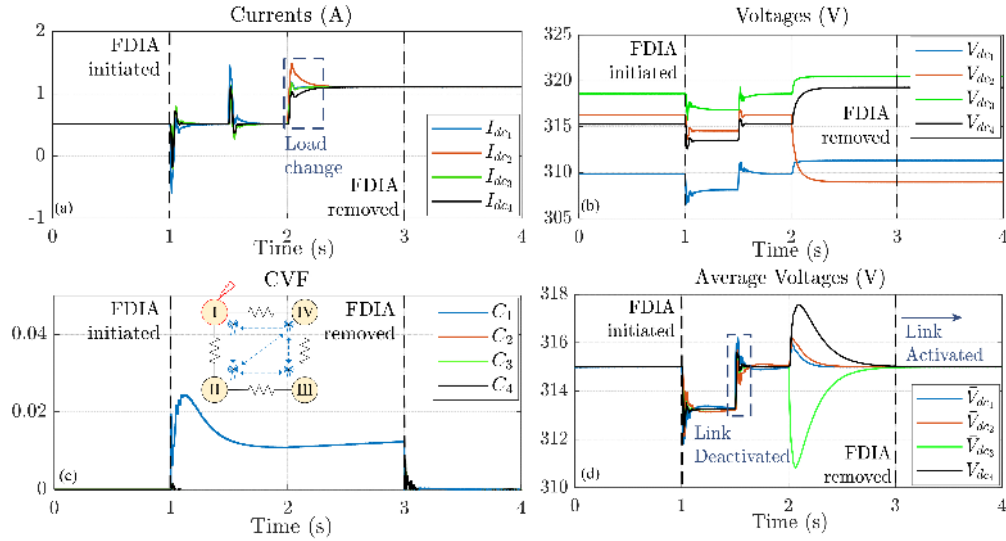 Currents (A)
FDIA
initiated
Load
change
FDIA
removed
I_dc1
I_dc2
I_dc3
I_dc4
1
0
-1
(a)
0 1 2 3 4
Time (s)
Voltages (V)
FDIA
initiated
FDIA
removed
V_dc1
V_dc2
V_dc3
V_dc4
325
320
315
310
305
(b)
0 1 2 3 4
Time (s)
CVF
FDIA
initiated
I IV
II III
FDIA
removed
C_1
C_2
C_3
C_4
0.04
0.02
0
(c)
0 1 2 3 4
Time (s)
Average Voltages (V)
FDIA
initiated
Link
Activated
Link
Deactivated
FDIA
removed
V̄_dc1
V̄_dc2
V̄_dc3
V_dc4
318
316
314
312
310
(d)
0 1 2 3 4
Time (s)